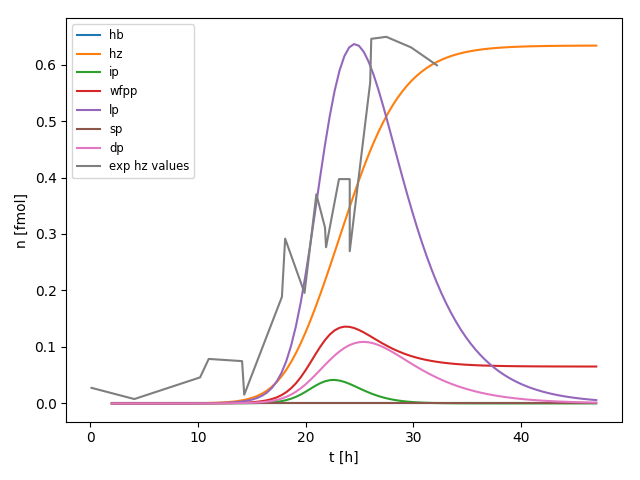 hb
hz
ip
wfpp
lp
sp
dp
exp hz values
n [fmol]
0.6
0.5
0.4
0.3
0.2
0.1
0.0
0 10 20 30 40
t [h]